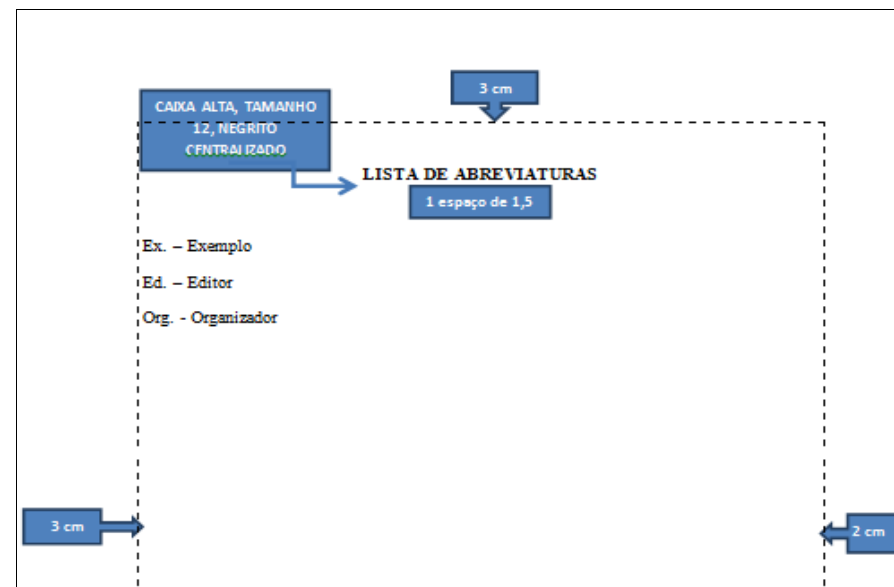 3 cm
CAIXA ALTA, TAMANHO
12, NEGRITO
CENTRALIZADO
LISTA DE ABREVIATURAS
1 espaço de 1,5
Ex. – Exemplo
Ed. – Editor
Org. - Organizador
3 cm
2 cm